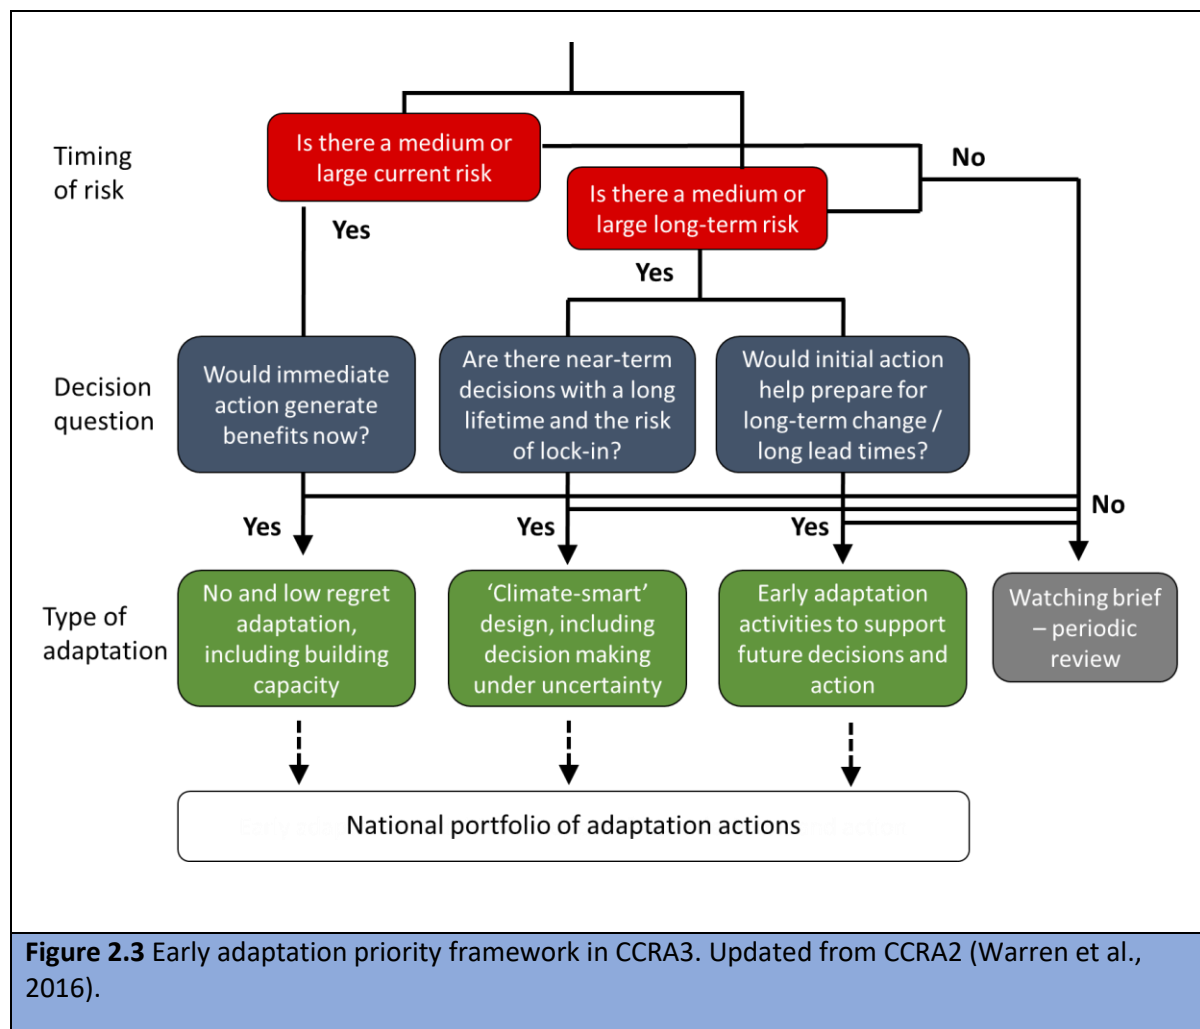 Timing
of risk
Is there a medium or
large current risk
No
Is there a medium or
large long-term risk
Yes
Yes
Decision
question
Would immediate
action generate
benefits now?
Are there near-term
decisions with a long
lifetime and the risk
of lock-in?
Would initial action
help prepare for
long-term change /
long lead times?
Yes
Yes
Yes
No
Type of
adaptation
No and low regret
adaptation,
including building
capacity
‘Climate-smart’
design, including
decision making
under uncertainty
Early adaptation
activities to support
future decisions and
action
Watching brief
– periodic
review
National portfolio of adaptation actions
Figure 2.3 Early adaptation priority framework in CCRA3. Updated from CCRA2 (Warren et al.,
2016).